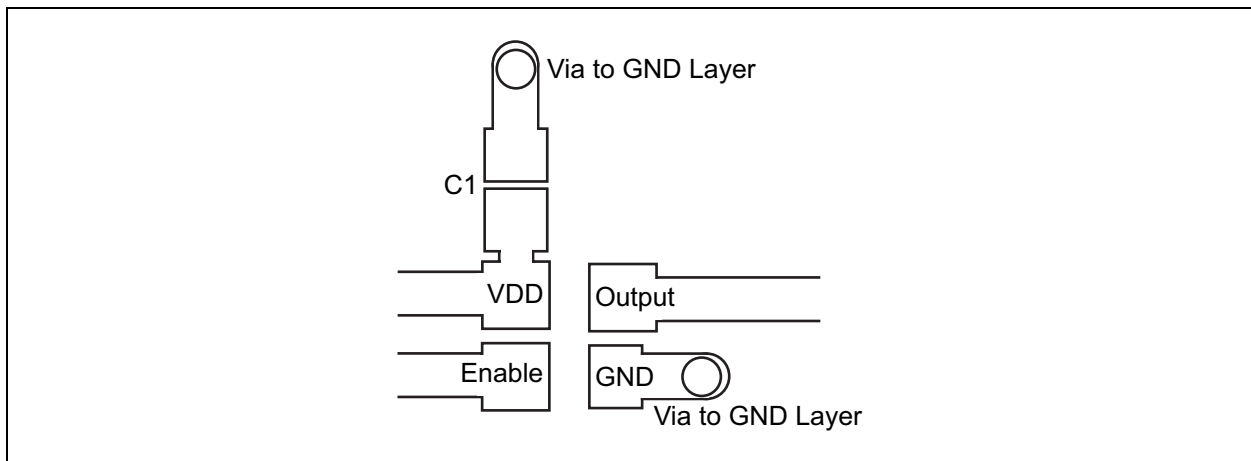 Via to GND Layer
C1
VDD
Output
Enable
GND
Via to GND Layer